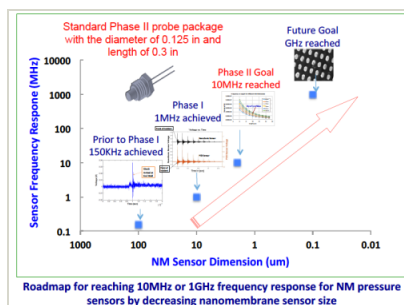 Standard Phase II probe package
with the diameter of 0.125 in and
length of 0.3 in
Future Goal
GHz reached
Phase II Goal
10MHz reached
Phase I
1MHz achieved
Prior to Phase I
150KHz achieved
Sensor Frequency Respone (MHz)
10000
1000
100
10
1
0.1
1000
100
10
1
0.1
0.01
NM Sensor Dimension (um)
Roadmap for reaching 10MHz or 1GHz frequency response for NM pressure
sensors by decreasing nanomembrane sensor size